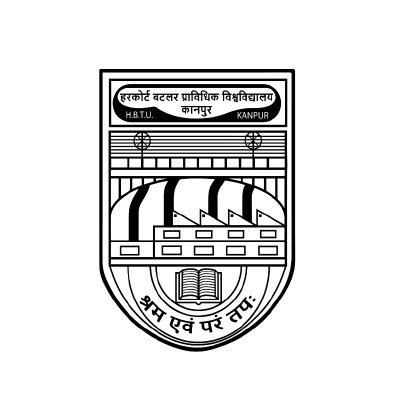 हरकोर्ट बटलर प्राविधिक विश्वविद्यालय
कानपुर
H.B.T.U.
KANPUR
श्रम एवं परं तपः